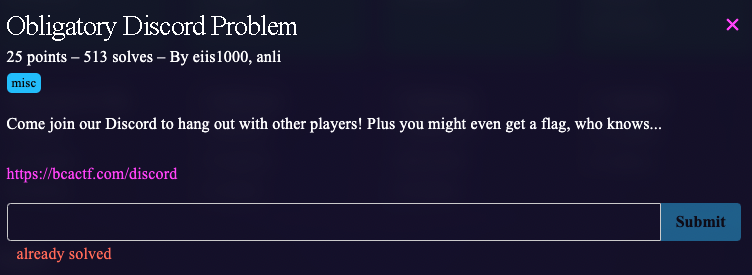 Obligatory Discord Problem
25 points – 513 solves – By eiis1000, anli
misc
Come join our Discord to hang out with other players! Plus you might even get a flag, who knows...
https://bcactf.com/discord
Submit
already solved